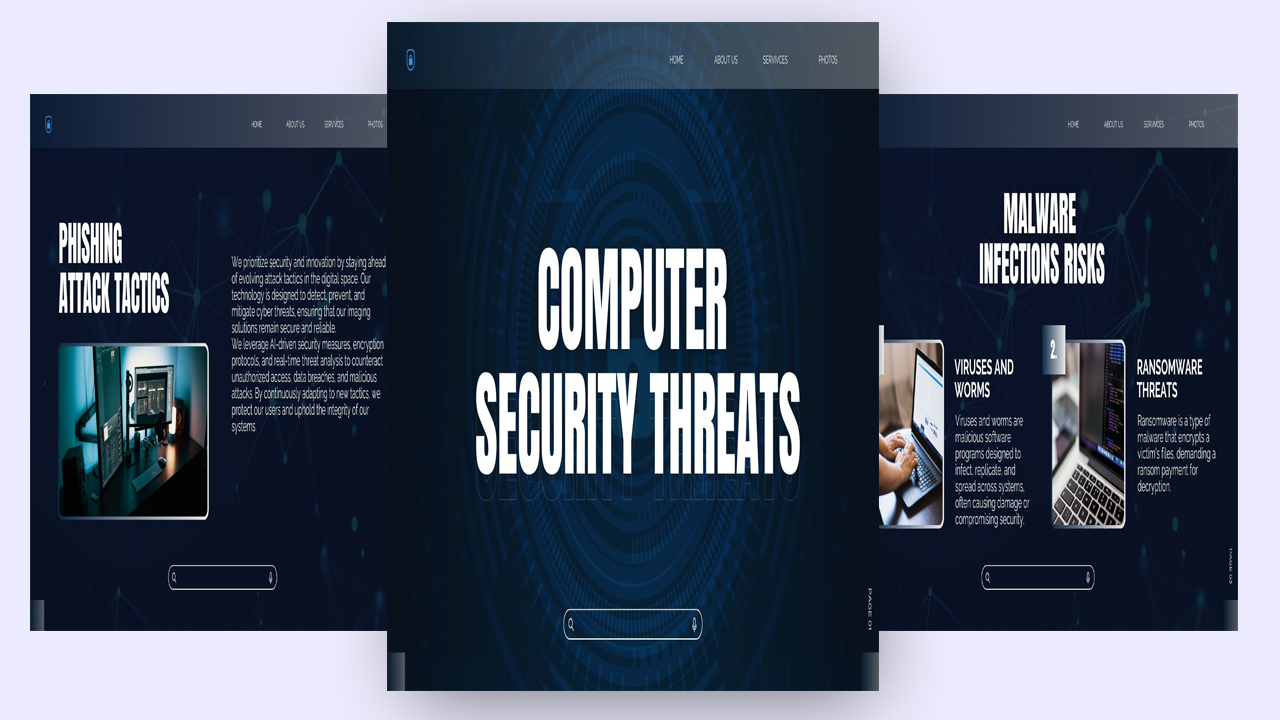 HOME ABOUT US SERVIVCES PHOTOS
PHISHING
ATTACK TACTICS
We prioritize security and innovation by staying ahead
of evolving attack tactics in the digital space. Our
technology is designed to detect, prevent, and
mitigate cyber threats, ensuring that our imaging
solutions remain secure and reliable.
We leverage AI-driven security measures, encryption
protocols, and real-time threat analysis to counteract
unauthorized access, data breaches, and malicious
attacks. By continuously adapting to new tactics, we
protect our users and uphold the integrity of our
systems.
HOME ABOUT US SERVIVCES PHOTOS
COMPUTER
SECURITY THREATS
PAGE 01
HOME ABOUT US SERVIVCES PHOTOS
MALWARE
INFECTIONS RISKS
VIRUSES AND
WORMS
Viruses and worms are
malicious software
programs designed to
infect, replicate, and
spread across systems,
often causing damage or
compromising security.
2.
RANSOMWARE
THREATS
Ransomware is a type of
malware that encrypts a
victim's files, demanding a
ransom payment for
decryption.
PAGE 03